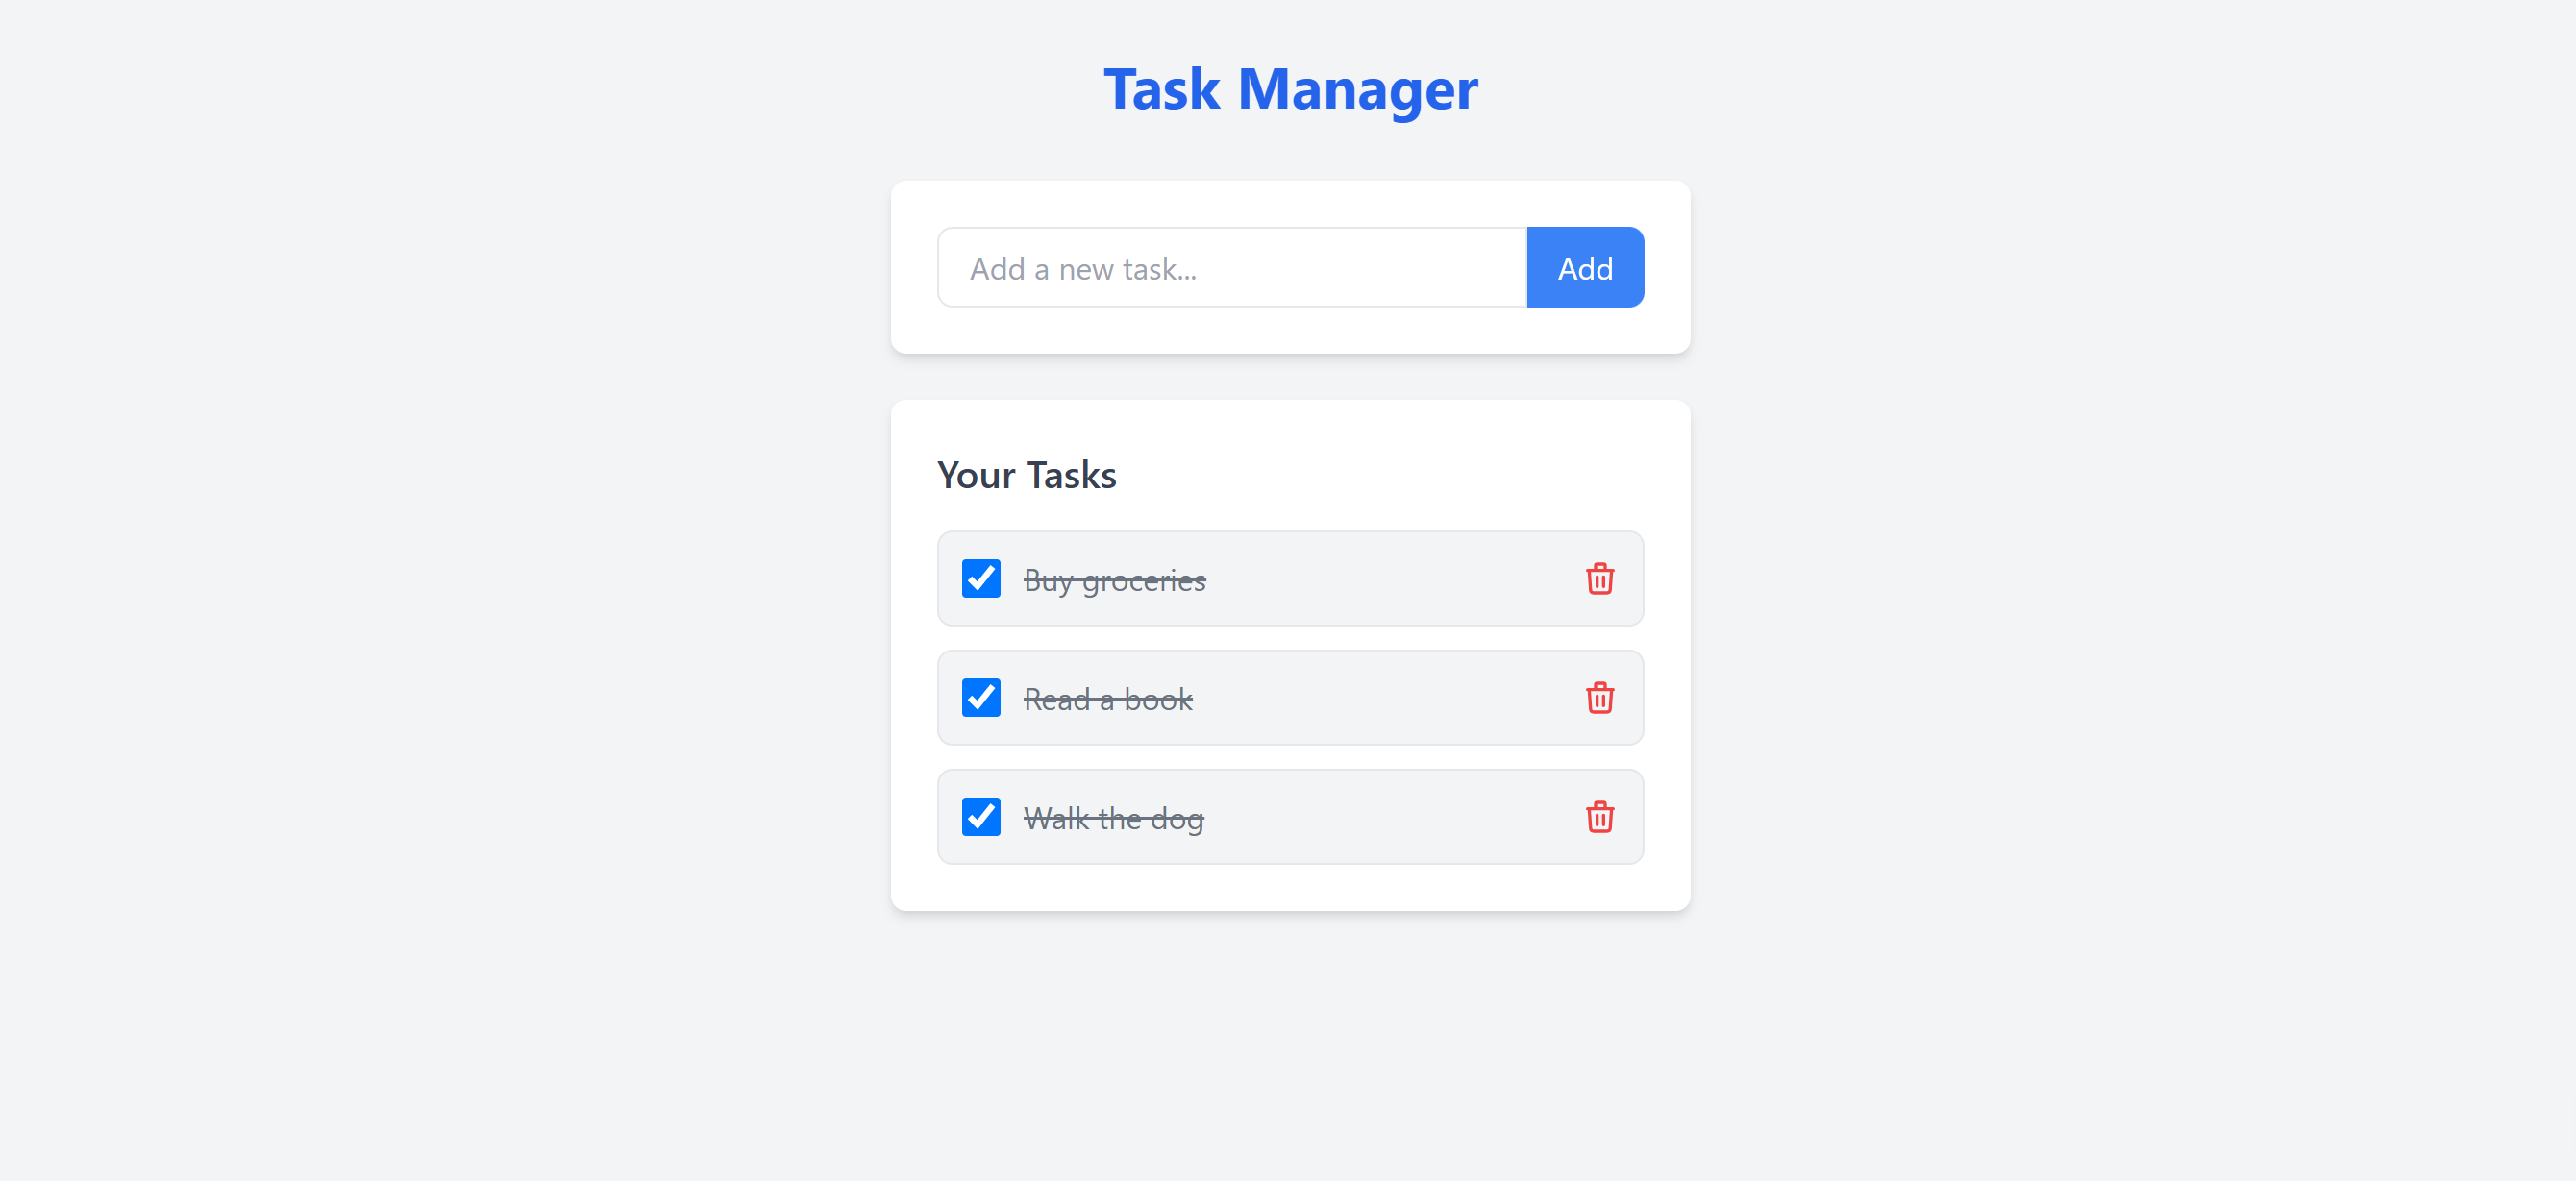 Task Manager
Add a new task...
Add
Your Tasks
Buy groceries
Read a book
Walk the dog